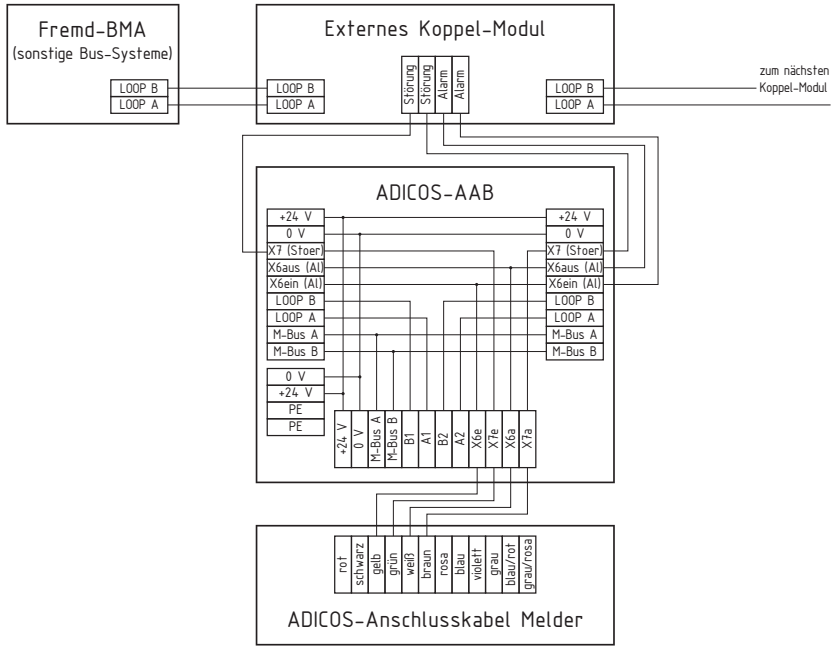 Fremd-BMA
(sonstige Bus-Systeme)
LOOP B
LOOP A
Externes Koppel-Modul
LOOP B
LOOP A
Störung
Störung
Alarm
Alarm
LOOP B
LOOP A
zum nächsten
Koppel-Modul
ADICOS-AAB
+24 V
0 V
X7 (Stoer)
X6aus (Al)
X6ein (Al)
LOOP B
LOOP A
M-Bus A
M-Bus B
+24 V
0 V
X7 (Stoer)
X6aus (Al)
X6ein (Al)
LOOP B
LOOP A
M-Bus A
M-Bus B
0 V
+24 V
PE
PE
+24 V
0 V
M-Bus A
M-Bus B
B1
A1
B2
A2
X6e
X7e
X6a
X7a
rot
schwarz
gelb
grün
weiß
braun
rosa
blau
violett
grau
blau/rot
grau/rosa
ADICOS-Anschlusskabel Melder